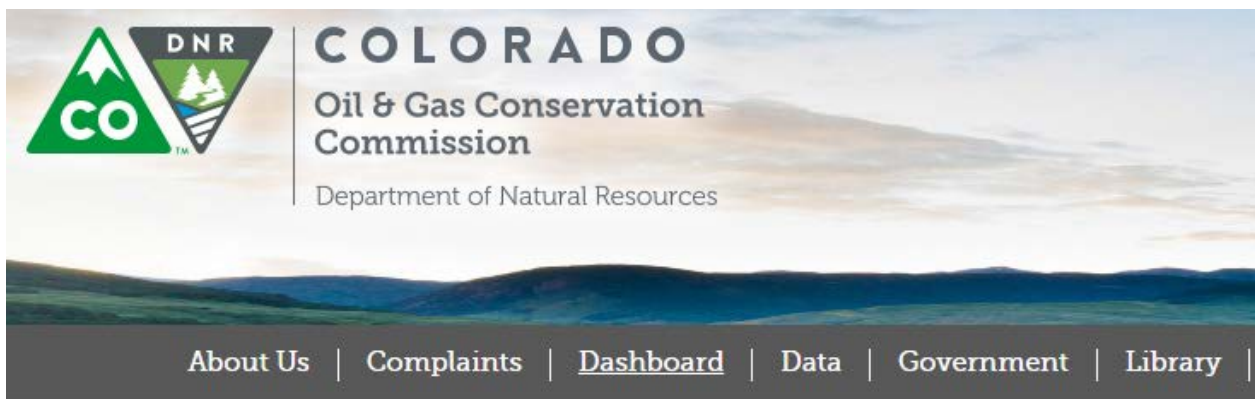 DNR
CO
TM
COLORADO
Oil & Gas Conservation
Commission
Department of Natural Resources
About Us | Complaints | Dashboard | Data | Government | Library |